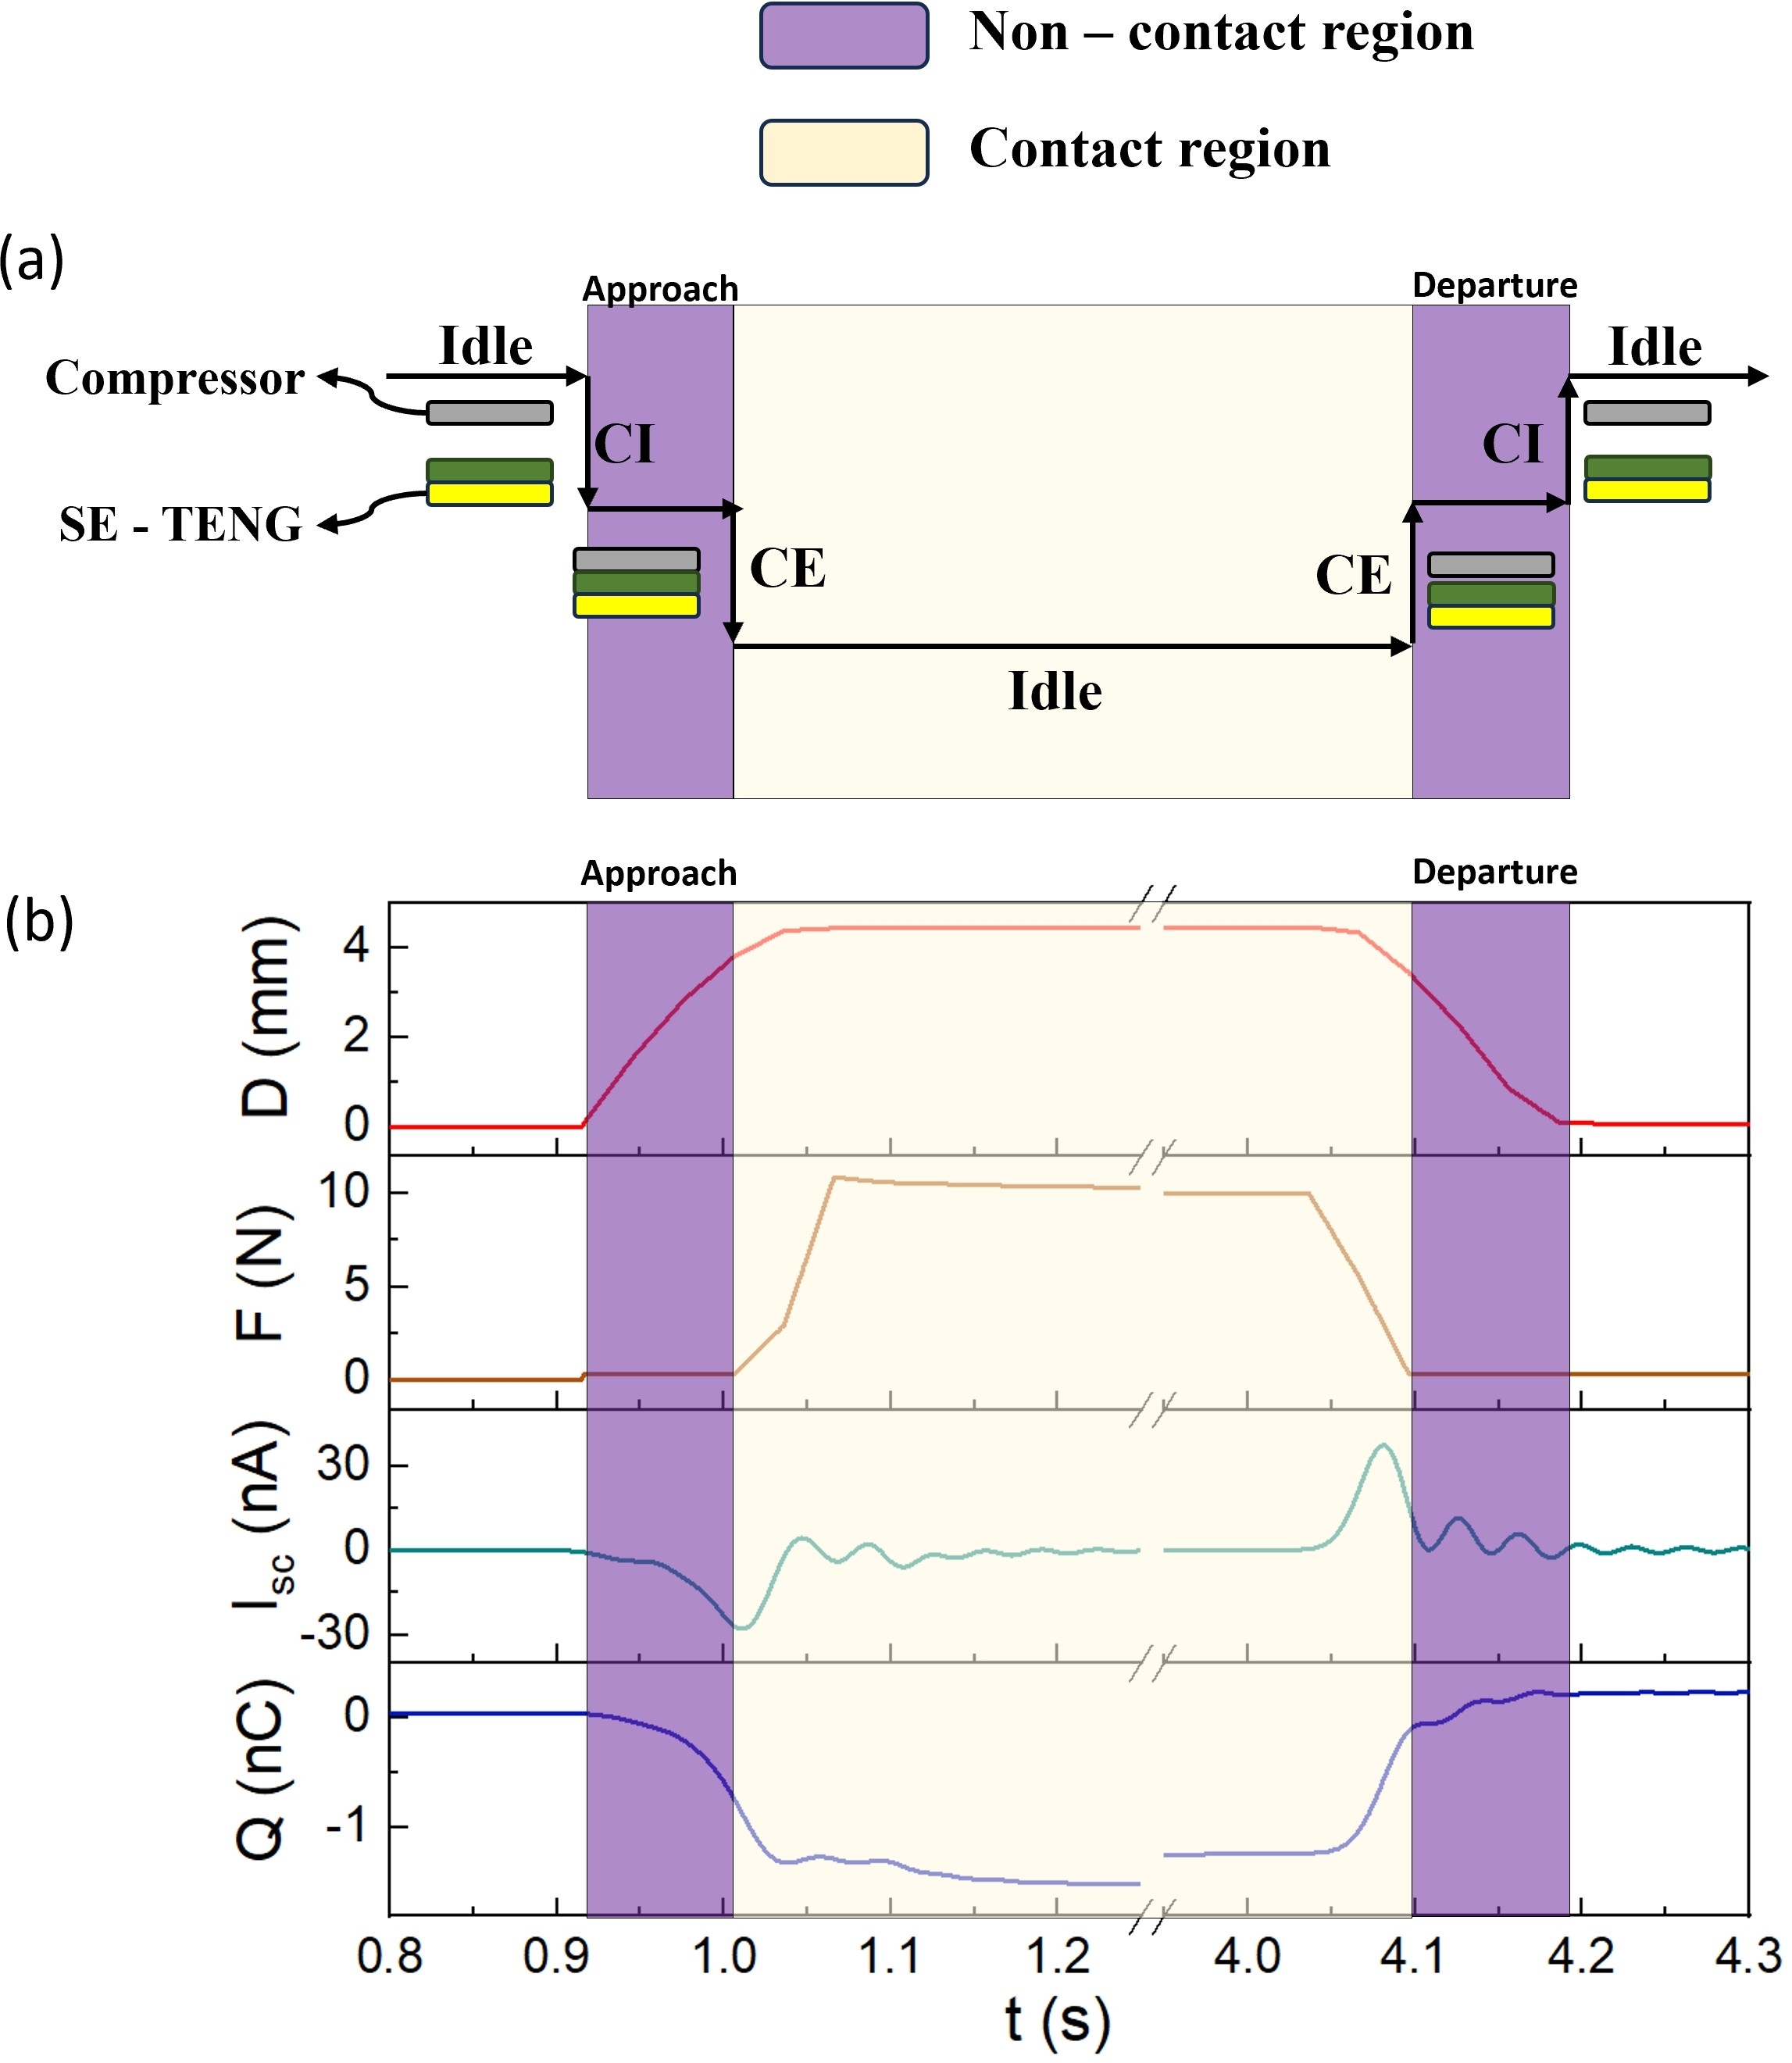 Non – contact region
Contact region
(a)
Approach
Departure
Idle
Idle
Compressor
CI
CI
SE - TENG
CE
CE
Idle
(b)
Approach
Departure
D (mm)
4
2
0
F (N)
10
5
0
Isc (nA)
30
0
-30
Q (nC)
0
-1
0.8 0.9 1.0 1.1 1.2 4.0 4.1 4.2 4.3
t (s)